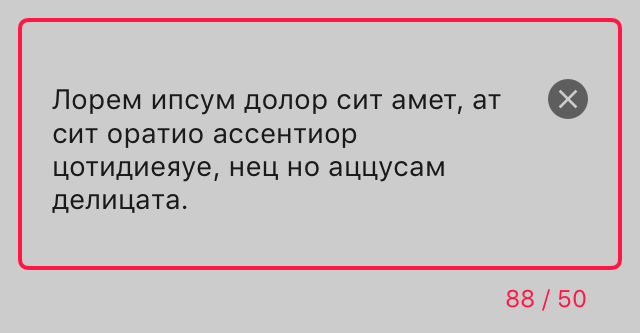 Лорем ипсум долор сит амет, ат
сит оратио ассентиор
цотидиеяуе, нец но аццусам
делицата.
88 / 50